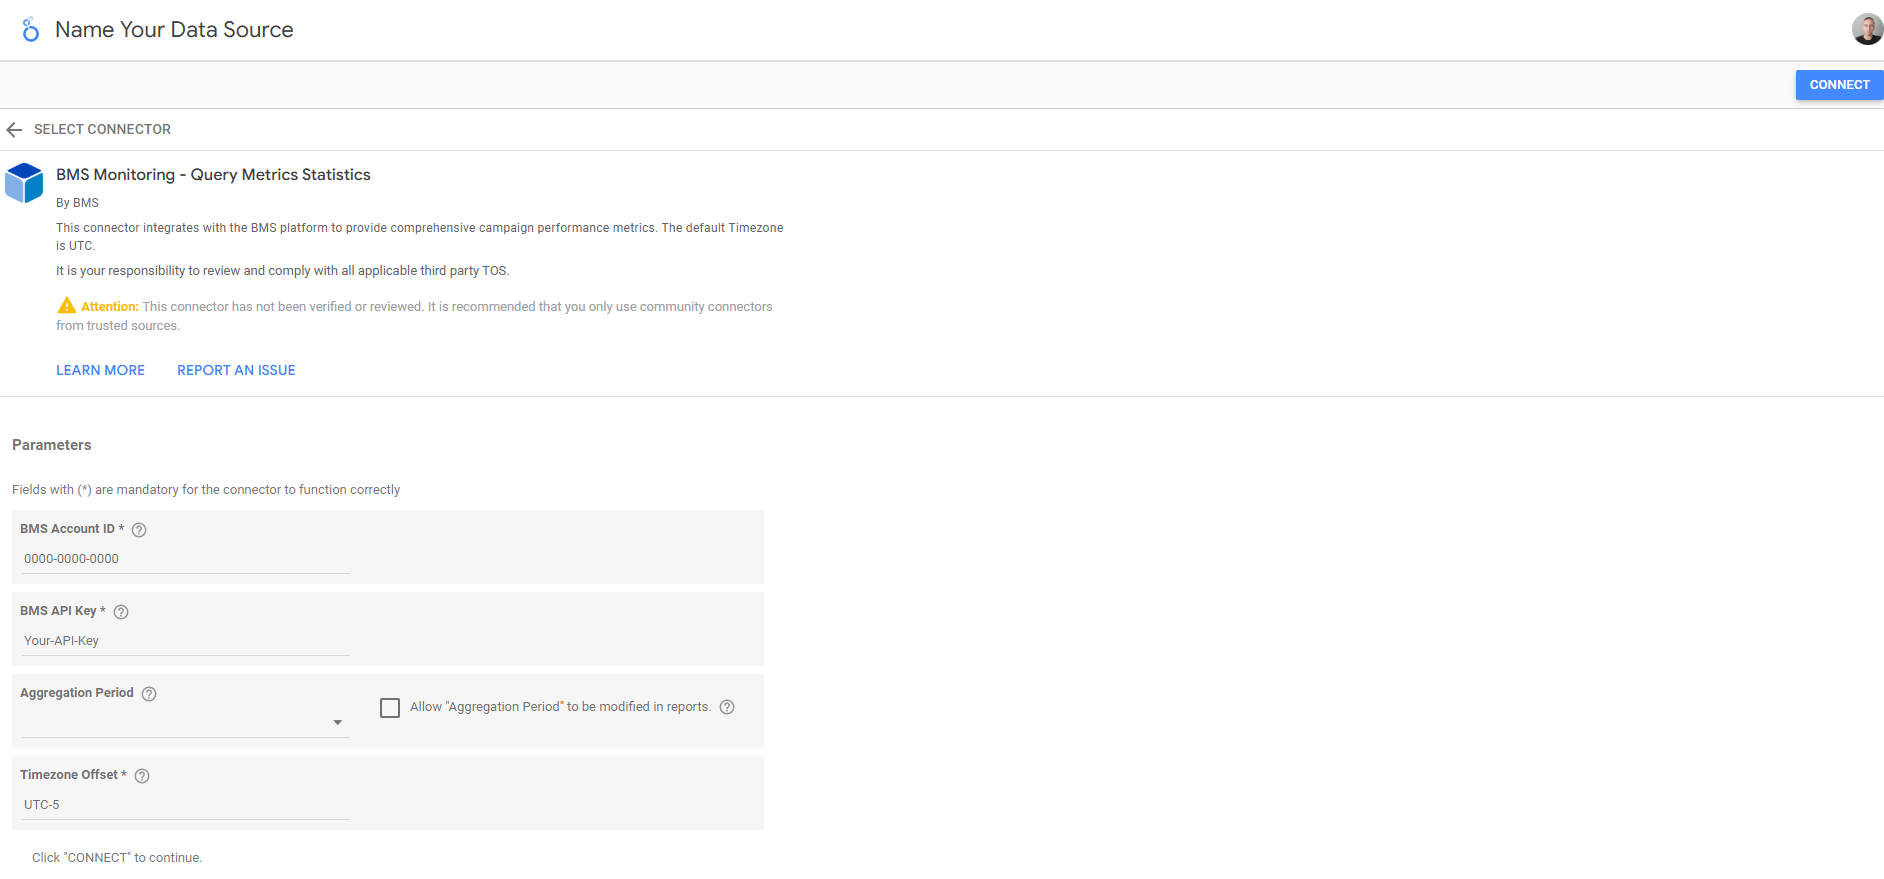 Name Your Data Source
CONNECT
SELECT CONNECTOR
BMS Monitoring - Query Metrics Statistics
By BMS
This connector integrates with the BMS platform to provide comprehensive campaign performance metrics. The default Timezone
is UTC.
It is your responsibility to review and comply with all applicable third party TOS.
Attention: This connector has not been verified or reviewed. It is recommended that you only use community connectors
from trusted sources.
LEARN MORE REPORT AN ISSUE
Parameters
Fields with (*) are mandatory for the connector to function correctly
BMS Account ID *
0000-0000-0000
BMS API Key *
Your-API-Key
Aggregation Period
Allow "Aggregation Period" to be modified in reports.
Timezone Offset *
UTC-5
Click "CONNECT" to continue.